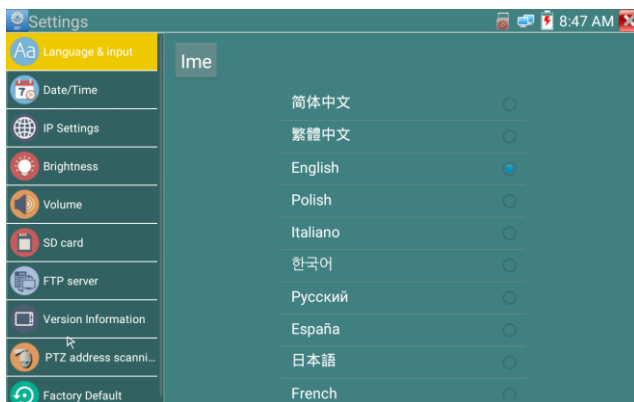 Settings
8:47 AM
Aa Language & input
Ime
7 Date/Time
IP Settings
Brightness
Volume
SD card
FTP server
Version Information
PTZ address scanni...
Factory Default
简体中文
繁體中文
English
Polish
Italiano
한국어
Русский
España
日本語
French